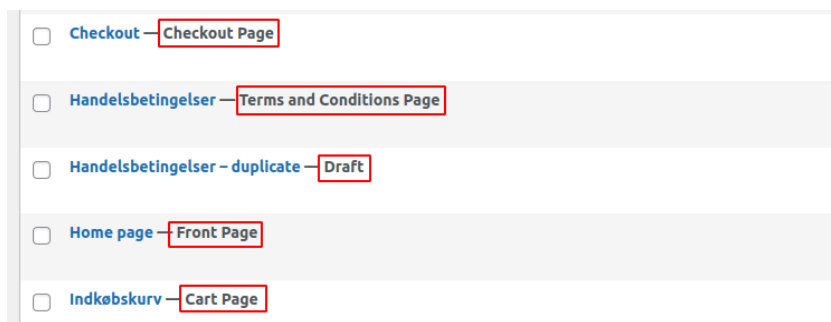 Checkout — Checkout Page
Handelsbetingelser — Terms and Conditions Page
Handelsbetingelser – duplicate — Draft
Home page — Front Page
Indkøbskurv — Cart Page